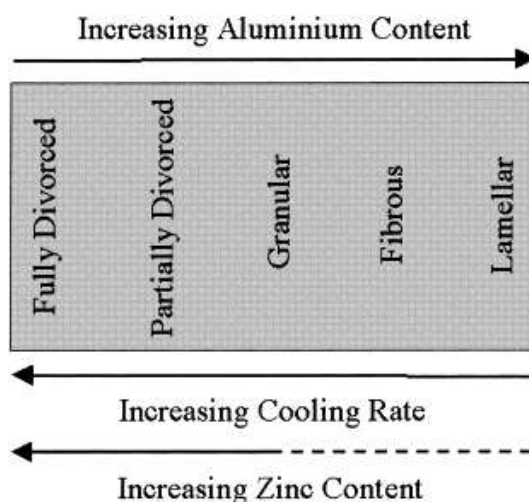 Increasing Aluminium Content
Fully Divorced
Partially Divorced
Granular
Fibrous
Lamellar
Increasing Cooling Rate
Increasing Zinc Content